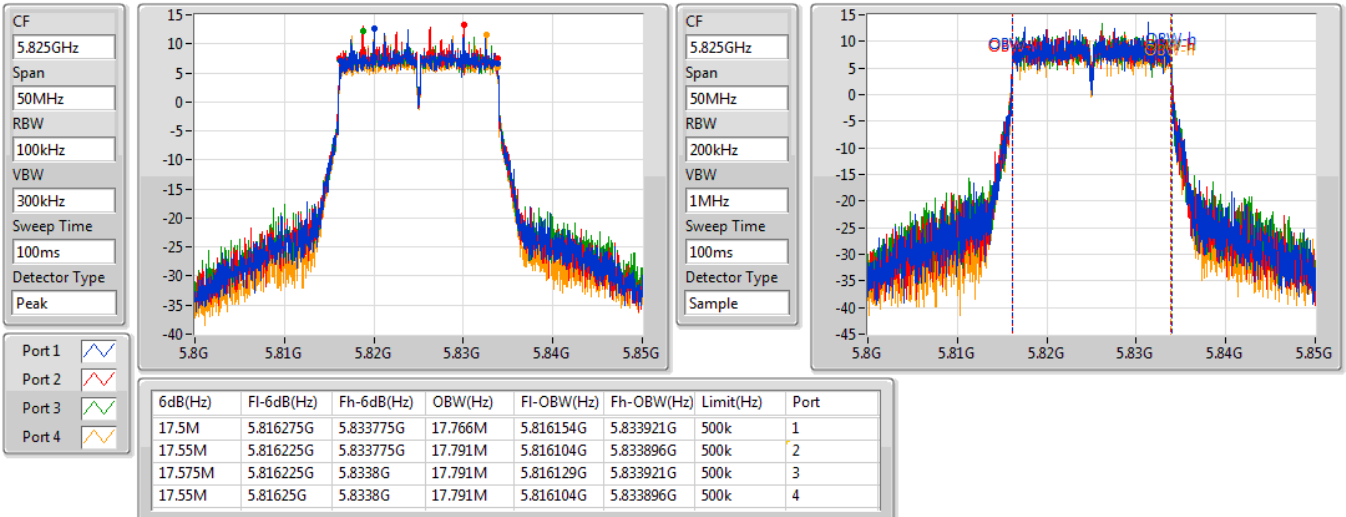 CF
5.825GHz
Span
50MHz
RBW
100kHz
VBW
300kHz
Sweep Time
100ms
Detector Type
Peak
15
10
5
0
-5
-10
-15
-20
-25
-30
-35
-40
5.8G 5.81G 5.82G 5.83G 5.84G 5.85G
CF
5.825GHz
Span
50MHz
RBW
200kHz
VBW
1MHz
Sweep Time
100ms
Detector Type
Sample
15
10
5
0
-5
-10
-15
-20
-25
-30
-35
-40
-45
OBW-h
5.8G 5.81G 5.82G 5.83G 5.84G 5.85G
Port 1
Port 2
Port 3
Port 4
6dB(Hz) Fl-6dB(Hz) Fh-6dB(Hz) OBW(Hz) Fl-OBW(Hz) Fh-OBW(Hz) Limit(Hz) Port
17.5M 5.816275G 5.833775G 17.766M 5.816154G 5.833921G 500k 1
17.55M 5.816225G 5.833775G 17.791M 5.816104G 5.833896G 500k 2
17.575M 5.816225G 5.8338G 17.791M 5.816129G 5.833921G 500k 3
17.55M 5.81625G 5.8338G 17.791M 5.816104G 5.833896G 500k 4